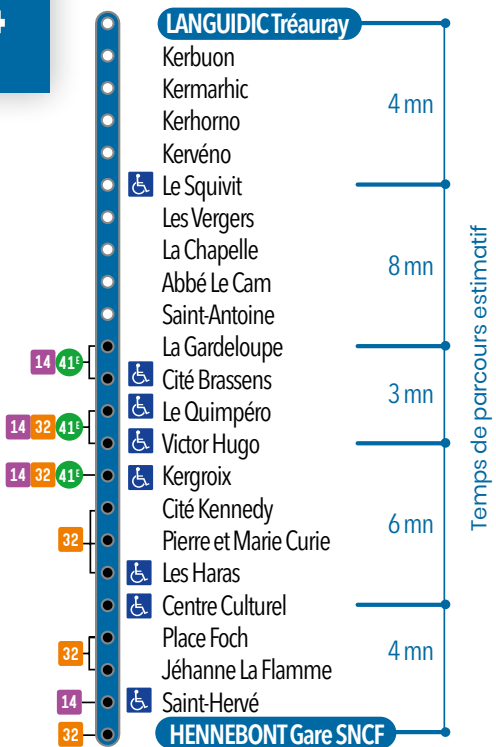 LANGUIDIC Tréauray
Kerbuon
Kermarhic
4 mn
Kerhorno
Kervéno
Le Squivit
Les Vergers
La Chapelle
8 mn
Abbé Le Cam
Saint-Antoine
La Gardeloupe
14 41E
Cité Brassens
3 mn
Le Quimpéro
14 32 41E
Victor Hugo
14 32 41E Kergroix
Cité Kennedy
6 mn
32 Pierre et Marie Curie
Les Haras
Centre Culturel
Place Foch
32
4 mn
Jéhanne La Flamme
14 Saint-Hervé
32 HENNEBONT Gare SNCF
Temps de parcours estimatif